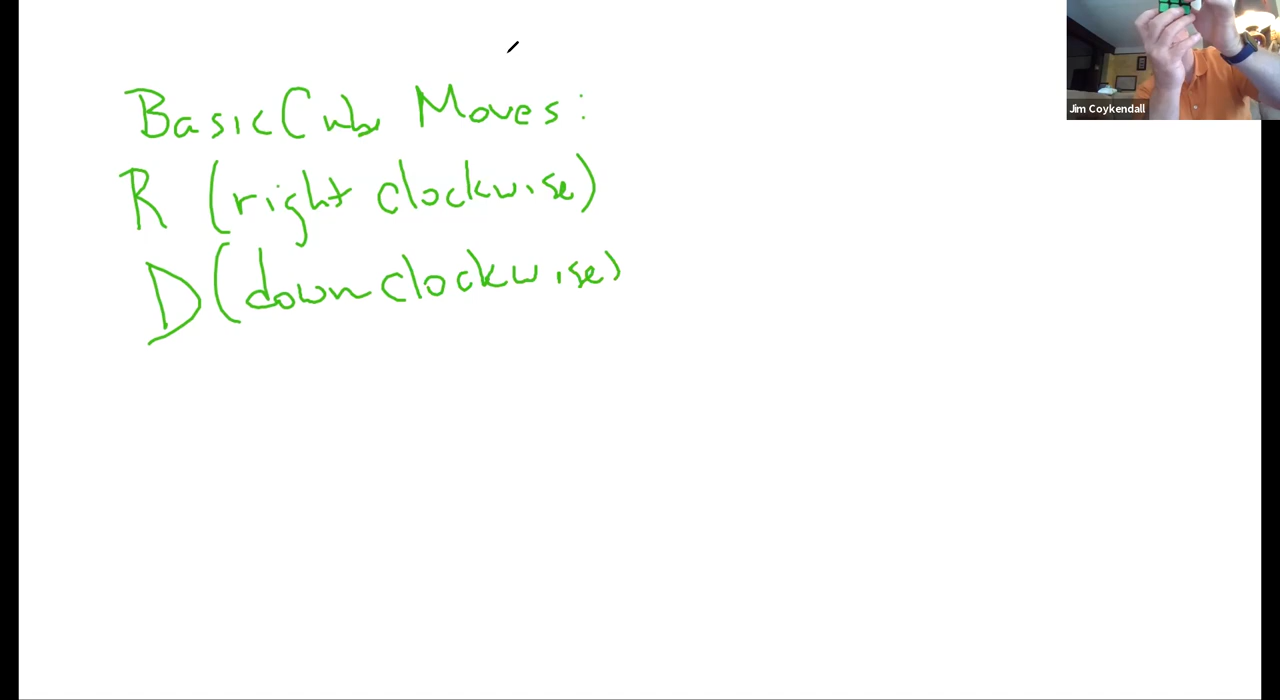 Basic Cube Moves:
R (right clockwise)
D (down clockwise)
Jim Coykendall